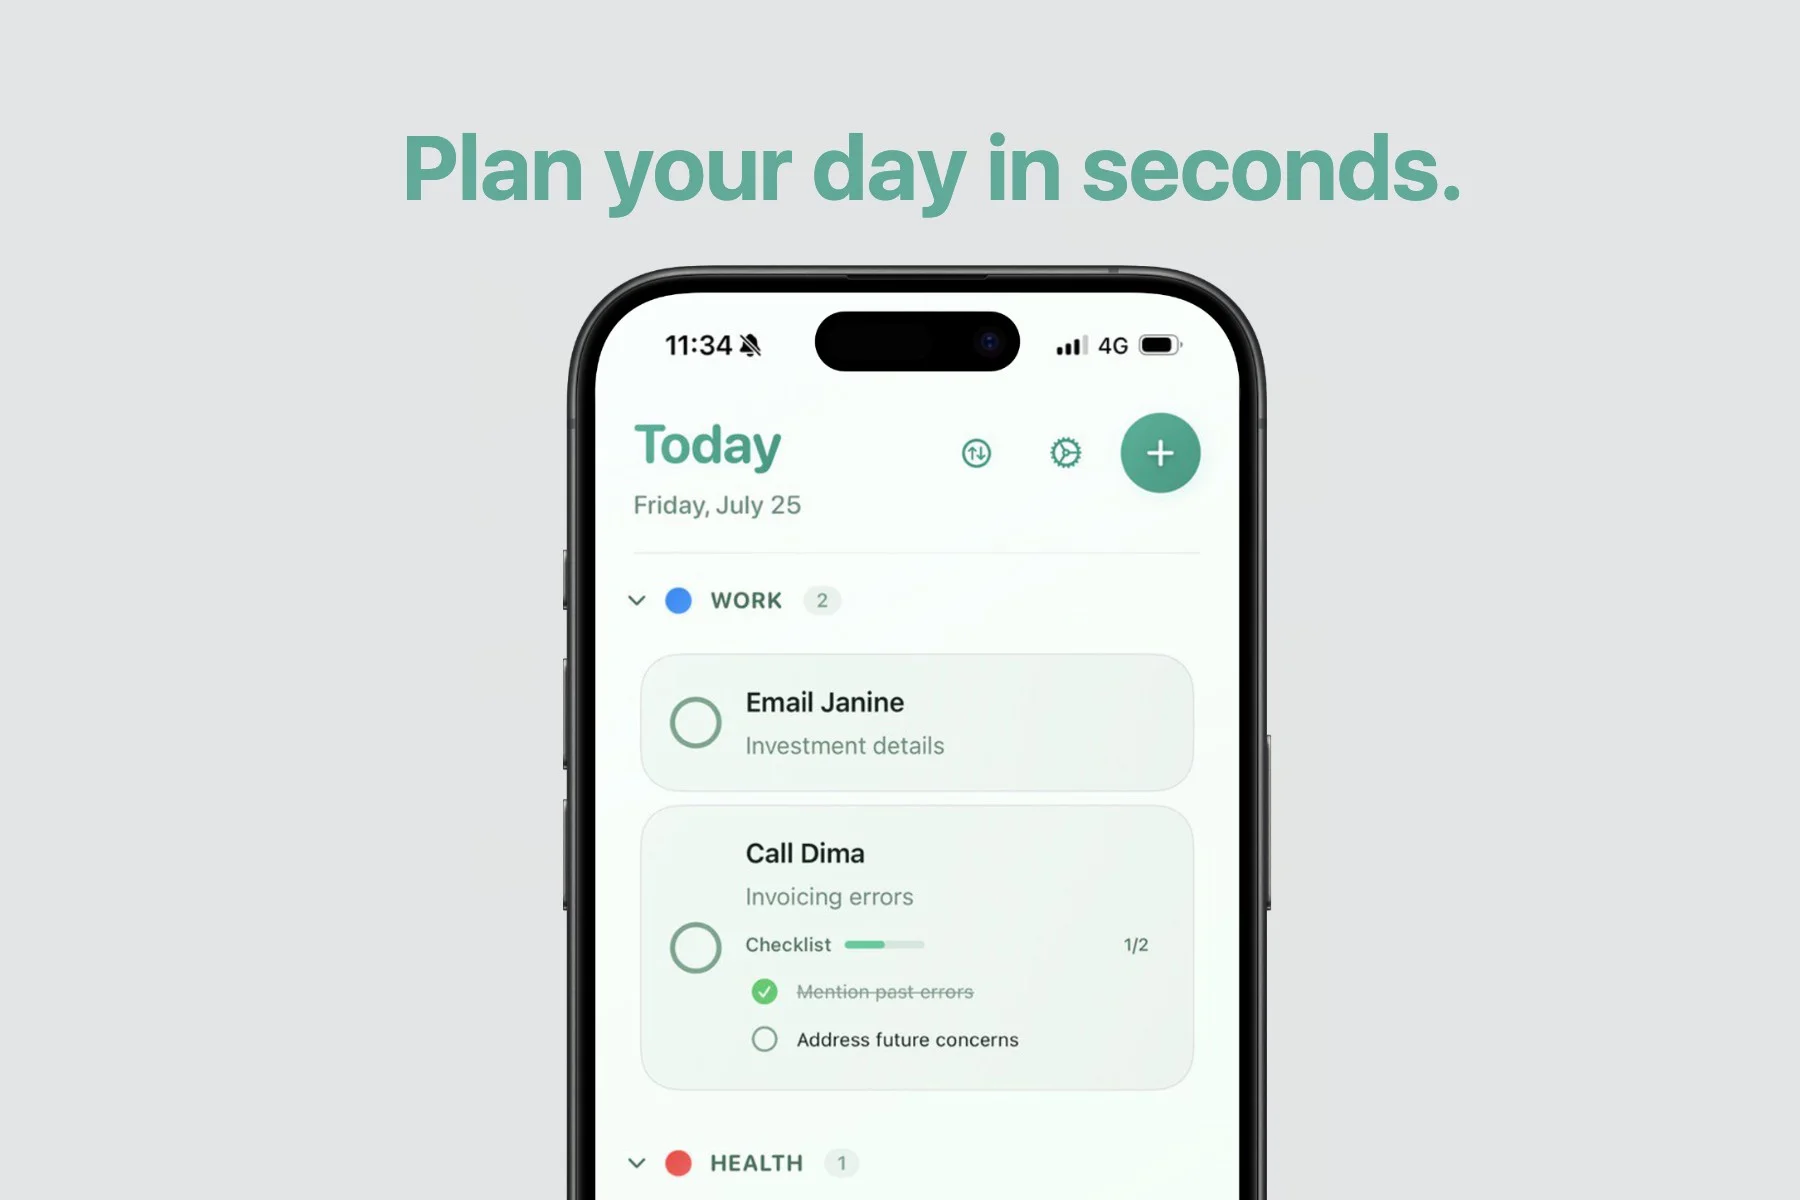 Plan your day in seconds.
11:34 4G
Today
Friday, July 25
WORK 2
Email Janine
Investment details
Call Dima
Invoicing errors
Checklist 1/2
Mention past errors
Address future concerns
HEALTH 1